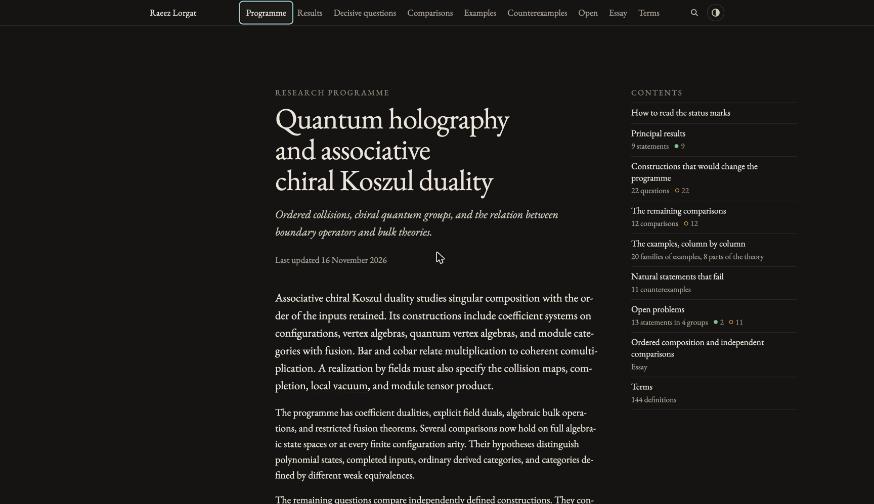 Raeez Lorgat
Programme Results Decisive questions Comparisons Examples Counterexamples Open Essay Terms
RESEARCH PROGRAMME
Quantum holography
and associative
chiral Koszul duality
Ordered collisions, chiral quantum groups, and the relation between
boundary operators and bulk theories.
Last updated 16 November 2026
Associative chiral Koszul duality studies singular composition with the or-
der of the inputs retained. Its constructions include coefficient systems on
configurations, vertex algebras, quantum vertex algebras, and module cate-
gories with fusion. Bar and cobar relate multiplication to coherent comulti-
plication. A realization by fields must also specify the collision maps, com-
pletion, local vacuum, and module tensor product.
The programme has coefficient dualities, explicit field duals, algebraic bulk opera-
tions, and restricted fusion theorems. Several comparisons now hold on full algebra-
ic state spaces or at every finite configuration arity. Their hypotheses distinguish
polynomial states, completed inputs, ordinary derived categories, and categories de-
fined by different weak equivalences.
The remaining questions compare independently defined constructions. They con-
CONTENTS
How to read the status marks
Principal results
9 statements 9
Constructions that would change the
programme
22 questions 22
The remaining comparisons
12 comparisons 12
The examples, column by column
20 families of examples, 8 parts of the theory
Natural statements that fail
11 counterexamples
Open problems
13 statements in 4 groups 2 11
Ordered composition and independent
comparisons
Essay
Terms
144 definitions